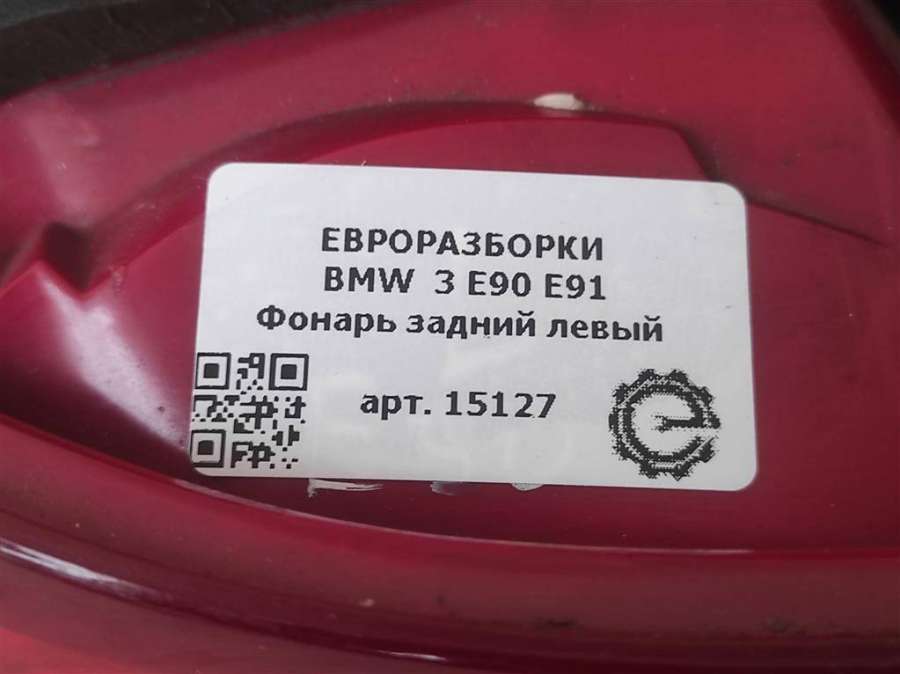 ЕВРОРАЗБОРКИ
BMW 3 E90 E91
Фонарь задний левый
арт. 15127